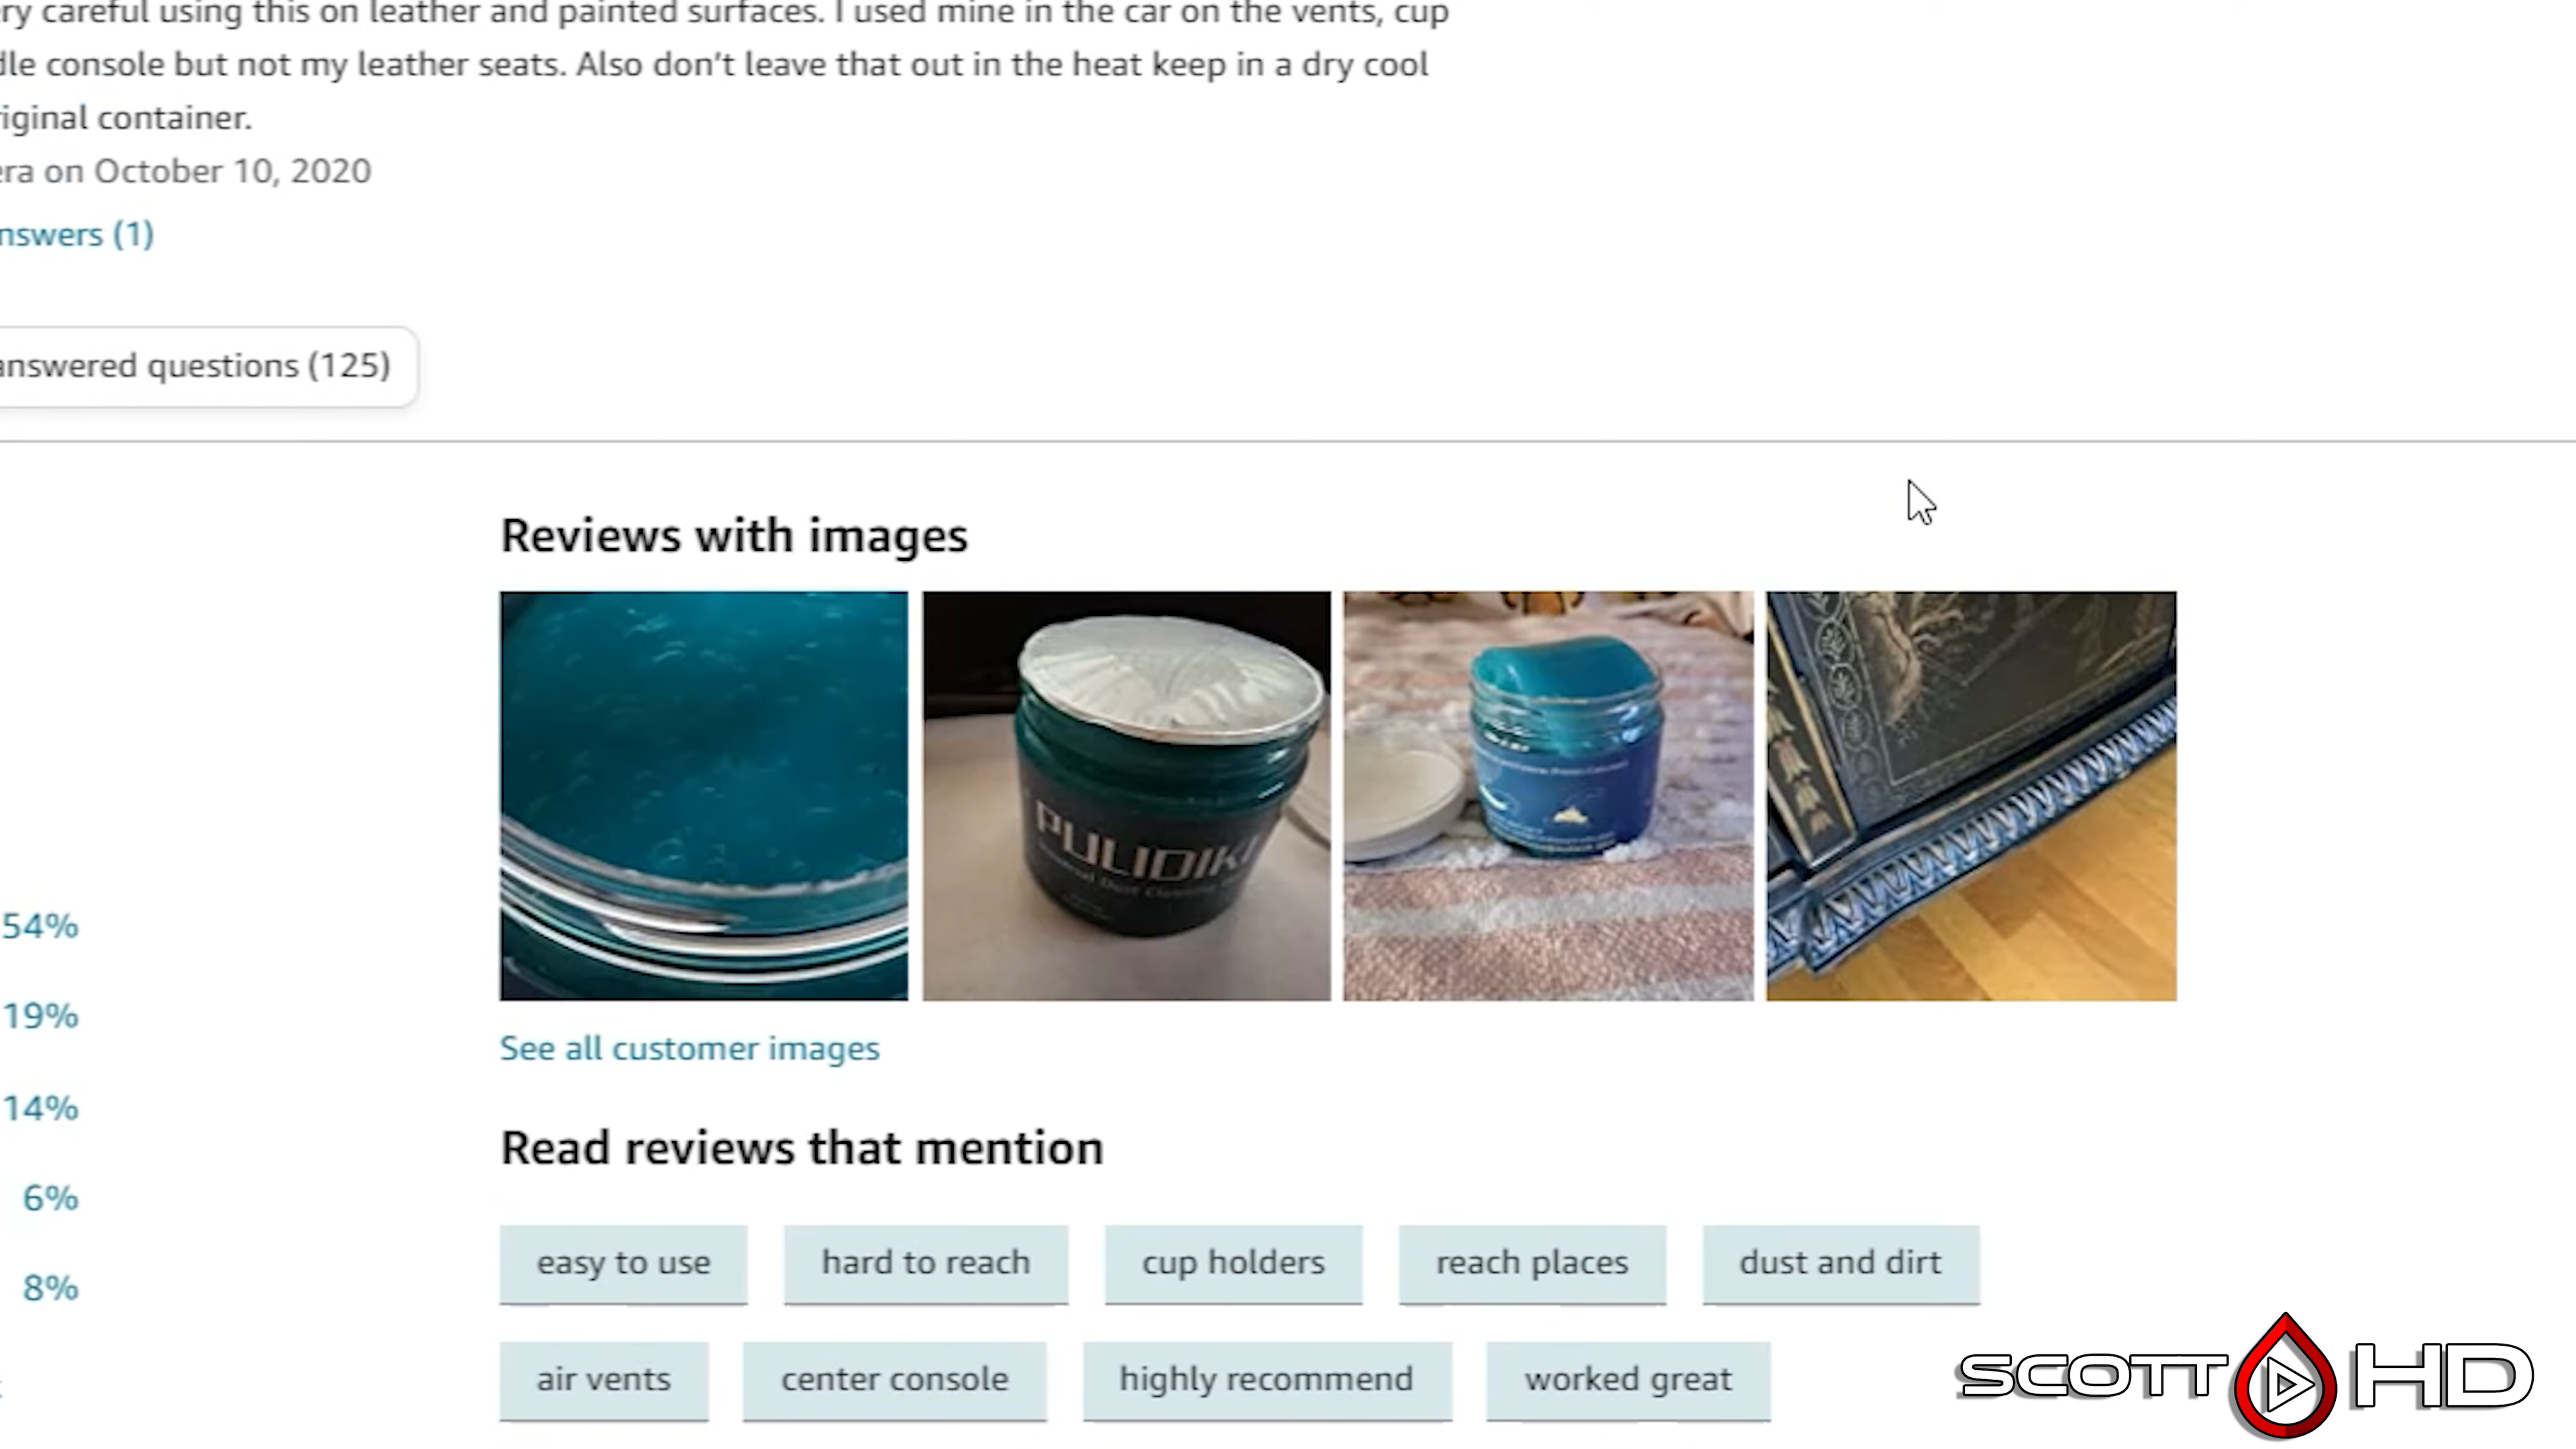 ry careful using this on leather and painted surfaces. I used mine in the car on the vents, cup
dle console but not my leather seats. Also don't leave that out in the heat keep in a dry cool
riginal container.
era on October 10, 2020
nswers (1)
answered questions (125)
Reviews with images
PULIDIKI
See all customer images
54%
19%
14%
6%
8%
Read reviews that mention
easy to use hard to reach cup holders reach places dust and dirt
air vents center console highly recommend worked great
SCOTT HD